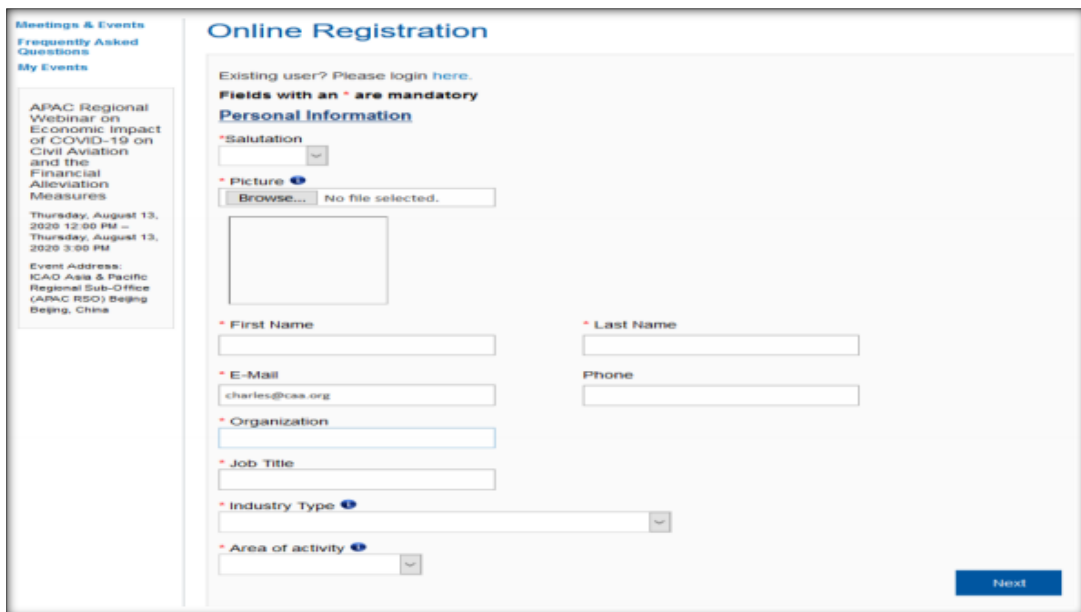 Meetings & Events
Frequently Asked
Questions
My Events
APAC Regional
Webinar on
Economic Impact
of COVID-19 on
Civil Aviation
and the
Financial
Alleviation
Measures
Thursday, August 13,
2020 12:00 PM –
Thursday, August 13,
2020 3:00 PM
Event Address:
ICAO Asia & Pacific
Regional Sub-Office
(APAC RSO) Beijing
Beijing, China
Online Registration
Existing user? Please login here.
Fields with an * are mandatory
Personal Information
*Salutation
* Picture
Browse... No file selected.
* First Name * Last Name
* E-Mail Phone
charles@caa.org
* Organization
* Job Title
* Industry Type
* Area of activity
Next